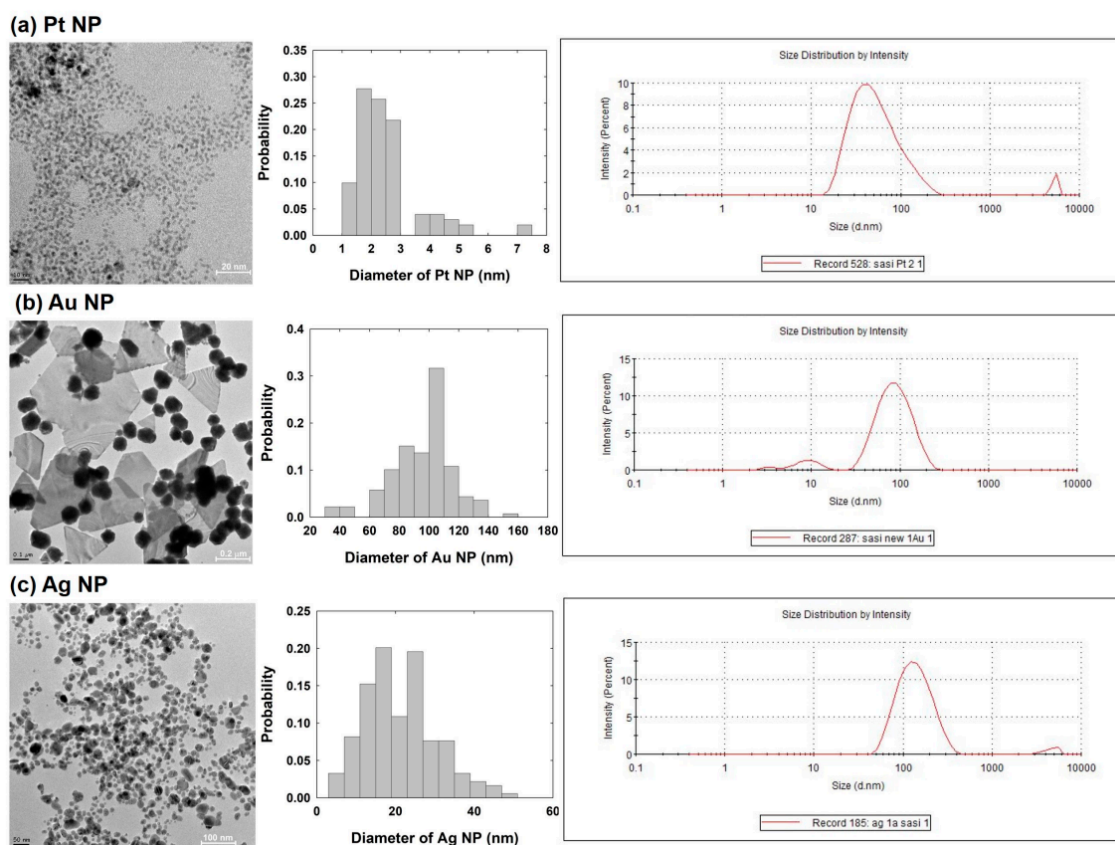 (a) Pt NP
10 nm
20 nm
0.35
0.30
0.25
0.20
0.15
0.10
0.05
0.00
Probability
0 1 2 3 4 5 6 7 8
Diameter of Pt NP (nm)
Size Distribution by Intensity
10
8
6
4
2
0
Intensity (Percent)
0.1 1 10 100 1000 10000
Size (d.nm)
Record 528: sasi Pt 2 1
(b) Au NP
0.1 µm
0.2 µm
0.4
0.3
0.2
0.1
0.0
Probability
20 40 60 80 100 120 140 160 180
Diameter of Au NP (nm)
Size Distribution by Intensity
15
10
5
0
Intensity (Percent)
0.1 1 10 100 1000 10000
Size (d.nm)
Record 287: sasi new 1Au 1
(c) Ag NP
50 nm
100 nm
0.25
0.20
0.15
0.10
0.05
0.00
Probability
0 20 40 60
Diameter of Ag NP (nm)
Size Distribution by Intensity
15
10
5
0
Intensity (Percent)
0.1 1 10 100 1000 10000
Size (d.nm)
Record 185: ag 1a sasi 1